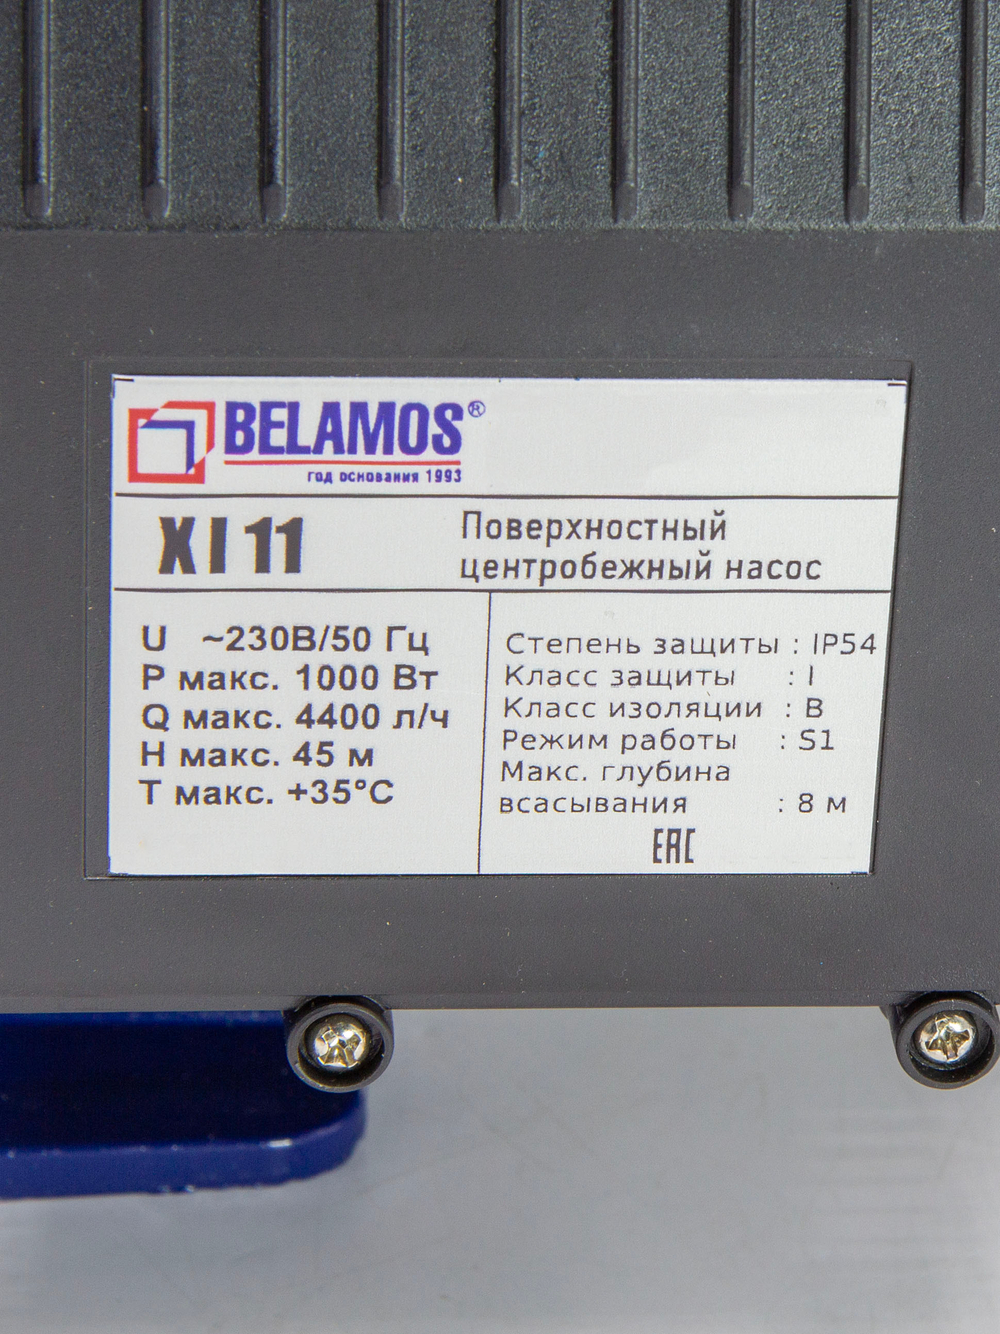 BELAMOS®
год основания 1993
XI 11
Поверхностный
центробежный насос
U ~230В/50 Гц
P макс. 1000 Вт
Q макс. 4400 л/ч
H макс. 45 м
T макс. +35°С
Степень защиты : IP54
Класс защиты : I
Класс изоляции : B
Режим работы : S1
Макс. глубина
всасывания : 8 м
ЕАС